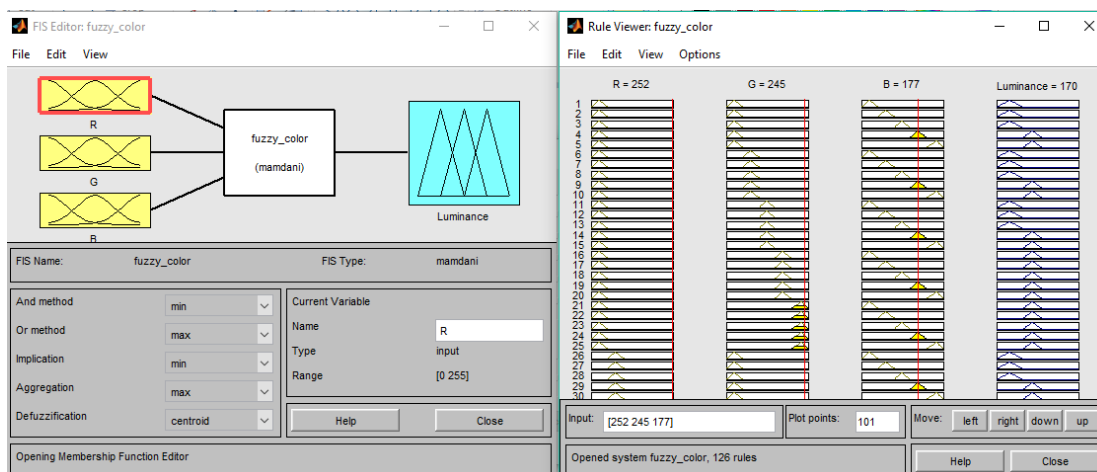 FIS Editor: fuzzy_color
File Edit View
R
G
B
fuzzy_color
(mamdani)
Luminance
FIS Name: fuzzy_color FIS Type: mamdani
And method min
Or method max
Implication min
Aggregation max
Defuzzification centroid
Current Variable
Name R
Type input
Range [0 255]
Help Close
Opening Membership Function Editor
Rule Viewer: fuzzy_color
File Edit View Options
R = 252 G = 245 B = 177 Luminance = 170
1
2
3
4
5
6
7
8
9
10
11
12
13
14
15
16
17
18
19
20
21
22
23
24
25
26
27
28
29
30
Input: [252 245 177] Plot points: 101 Move: left right down up
Opened system fuzzy_color, 126 rules
Help Close